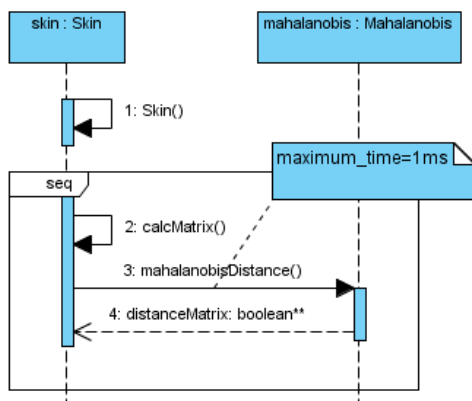 skin : Skin
mahalanobis : Mahalanobis
1: Skin()
maximum_time=1ms
seq
2: calcMatrix()
3: mahalanobisDistance()
4: distanceMatrix: boolean**